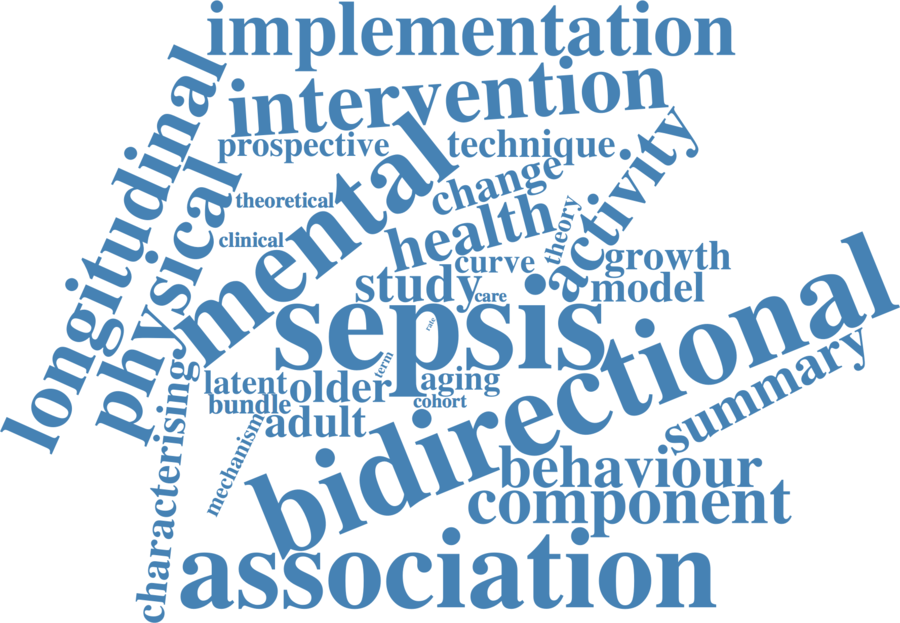 implementation
longitudinal
intervention
prospective
technique
physical
mental
change
activity
theoretical
clinical
health
theory
curve
growth
study
care
model
sepsis
rate
term
latent
older
aging
bundle
cohort
adult
bidirectional
summary
characterising
mechanism
behaviour
component
association